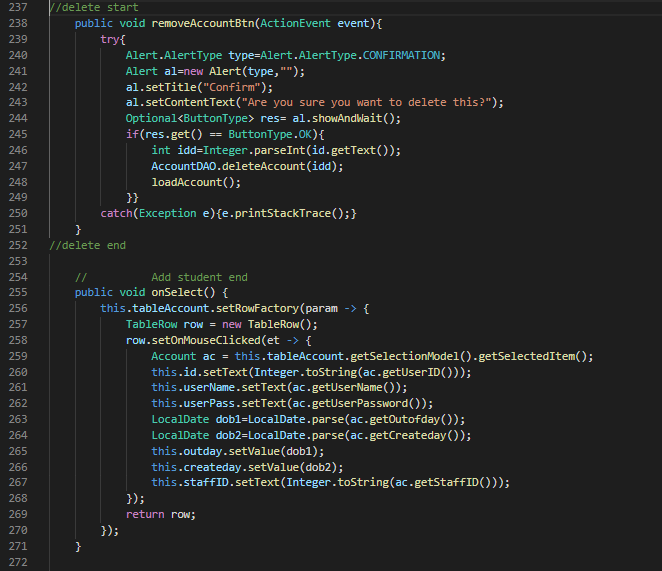 237 //delete start
238 public void removeAccountBtn(ActionEvent event){
239 try{
240 Alert.AlertType type=Alert.AlertType.CONFIRMATION;
241 Alert al=new Alert(type,"");
242 al.setTitle("Confirm");
243 al.setContentText("Are you sure you want to delete this?");
244 Optional<ButtonType> res= al.showAndWait();
245 if(res.get() == ButtonType.OK){
246 int idd=Integer.parseInt(id.getText());
247 AccountDAO.deleteAccount(idd);
248 loadAccount();
249 }}
250 catch(Exception e){e.printStackTrace();}
251 }
252 //delete end
253
254 // Add student end
255 public void onSelect() {
256 this.tableAccount.setRowFactory(param -> {
257 TableRow row = new TableRow();
258 row.setOnMouseClicked(et -> {
259 Account ac = this.tableAccount.getSelectionModel().getSelectedItem();
260 this.id.setText(Integer.toString(ac.getUserID()));
261 this.userName.setText(ac.getUserName());
262 this.userPass.setText(ac.getUserPassword());
263 LocalDate dob1=LocalDate.parse(ac.getOutofday());
264 LocalDate dob2=LocalDate.parse(ac.getCreateday());
265 this.outday.setValue(dob1);
266 this.createday.setValue(dob2);
267 this.staffID.setText(Integer.toString(ac.getStaffID()));
268 });
269 return row;
270 });
271 }
272